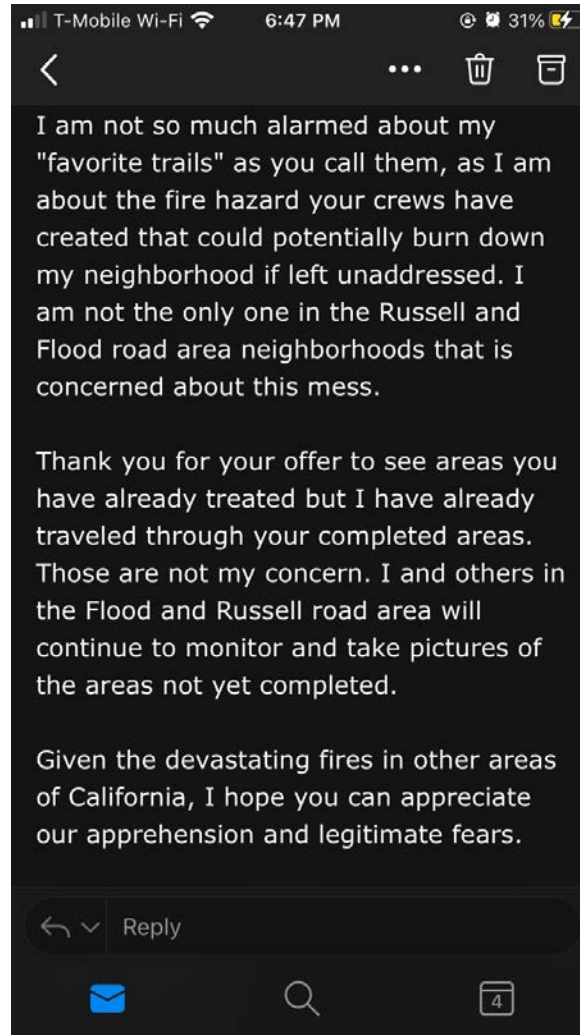 T-Mobile Wi-Fi 6:47 PM 31%
I am not so much alarmed about my
"favorite trails" as you call them, as I am
about the fire hazard your crews have
created that could potentially burn down
my neighborhood if left unaddressed. I
am not the only one in the Russell and
Flood road area neighborhoods that is
concerned about this mess.
Thank you for your offer to see areas you
have already treated but I have already
traveled through your completed areas.
Those are not my concern. I and others in
the Flood and Russell road area will
continue to monitor and take pictures of
the areas not yet completed.
Given the devastating fires in other areas
of California, I hope you can appreciate
our apprehension and legitimate fears.
Reply
4